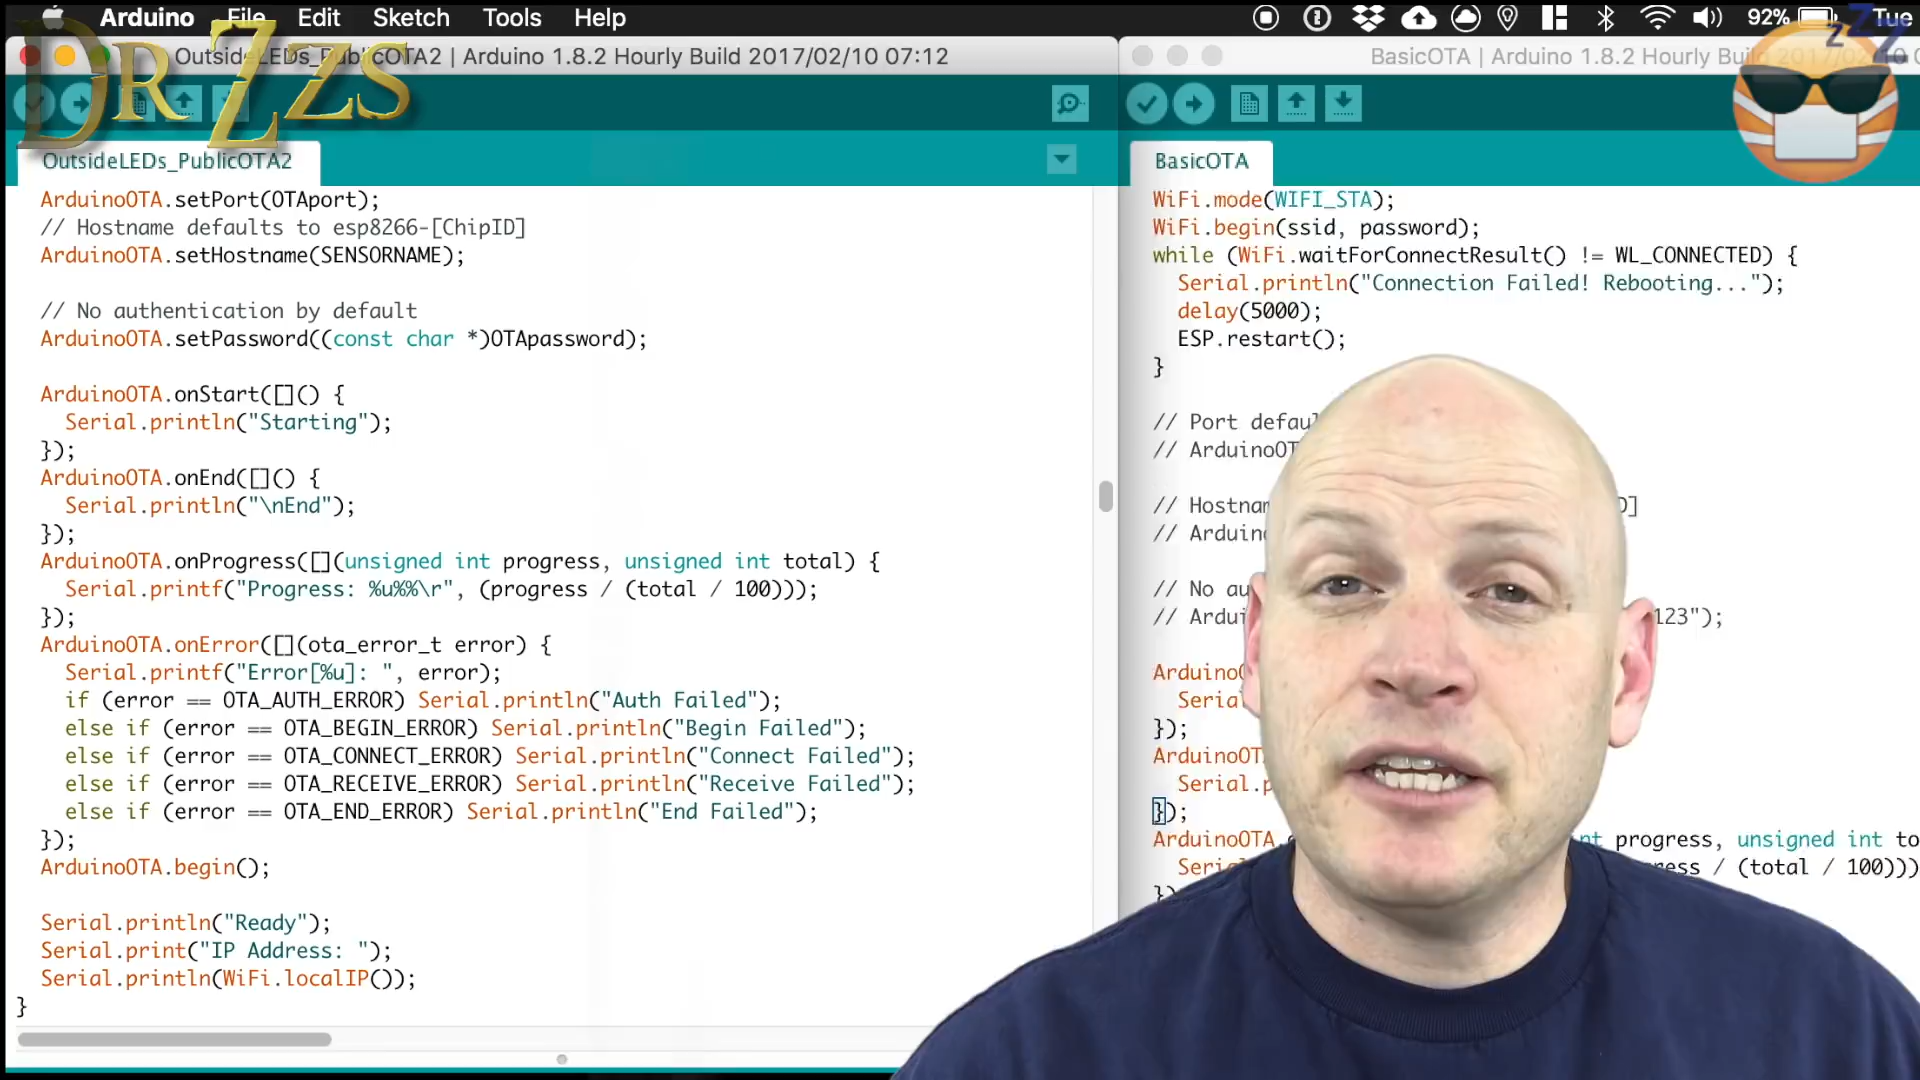 Arduino File Edit Sketch Tools Help 92% Tue
OutsideLEDs_PublicOTA2 | Arduino 1.8.2 Hourly Build 2017/02/10 07:12
DRZZS
OutsideLEDs_PublicOTA2
ArduinoOTA.setPort(OTAport);
// Hostname defaults to esp8266-[ChipID]
ArduinoOTA.setHostname(SENSORNAME);
// No authentication by default
ArduinoOTA.setPassword((const char *)OTApassword);
ArduinoOTA.onStart([]() {
Serial.println("Starting");
});
ArduinoOTA.onEnd([]() {
Serial.println("\nEnd");
});
ArduinoOTA.onProgress([](unsigned int progress, unsigned int total) {
Serial.printf("Progress: %u%%\r", (progress / (total / 100)));
});
ArduinoOTA.onError([](ota_error_t error) {
Serial.printf("Error[%u]: ", error);
if (error == OTA_AUTH_ERROR) Serial.println("Auth Failed");
else if (error == OTA_BEGIN_ERROR) Serial.println("Begin Failed");
else if (error == OTA_CONNECT_ERROR) Serial.println("Connect Failed");
else if (error == OTA_RECEIVE_ERROR) Serial.println("Receive Failed");
else if (error == OTA_END_ERROR) Serial.println("End Failed");
});
ArduinoOTA.begin();
Serial.println("Ready");
Serial.print("IP Address: ");
Serial.println(WiFi.localIP());
}
BasicOTA | Arduino 1.8.2 Hourly Build 2017/02/10 0
zZZ
BasicOTA
WiFi.mode(WIFI_STA);
WiFi.begin(ssid, password);
while (WiFi.waitForConnectResult() != WL_CONNECTED) {
Serial.println("Connection Failed! Rebooting...");
delay(5000);
ESP.restart();
}
// Port defau
// ArduinoOT
// Hostnam D]
// Arduin
// No au
// Ardui 123");
ArduinoO
Seria
});
ArduinoOT
Serial.p
});
ArduinoOTA. nt progress, unsigned int to
Seri ress / (total / 100)))
})